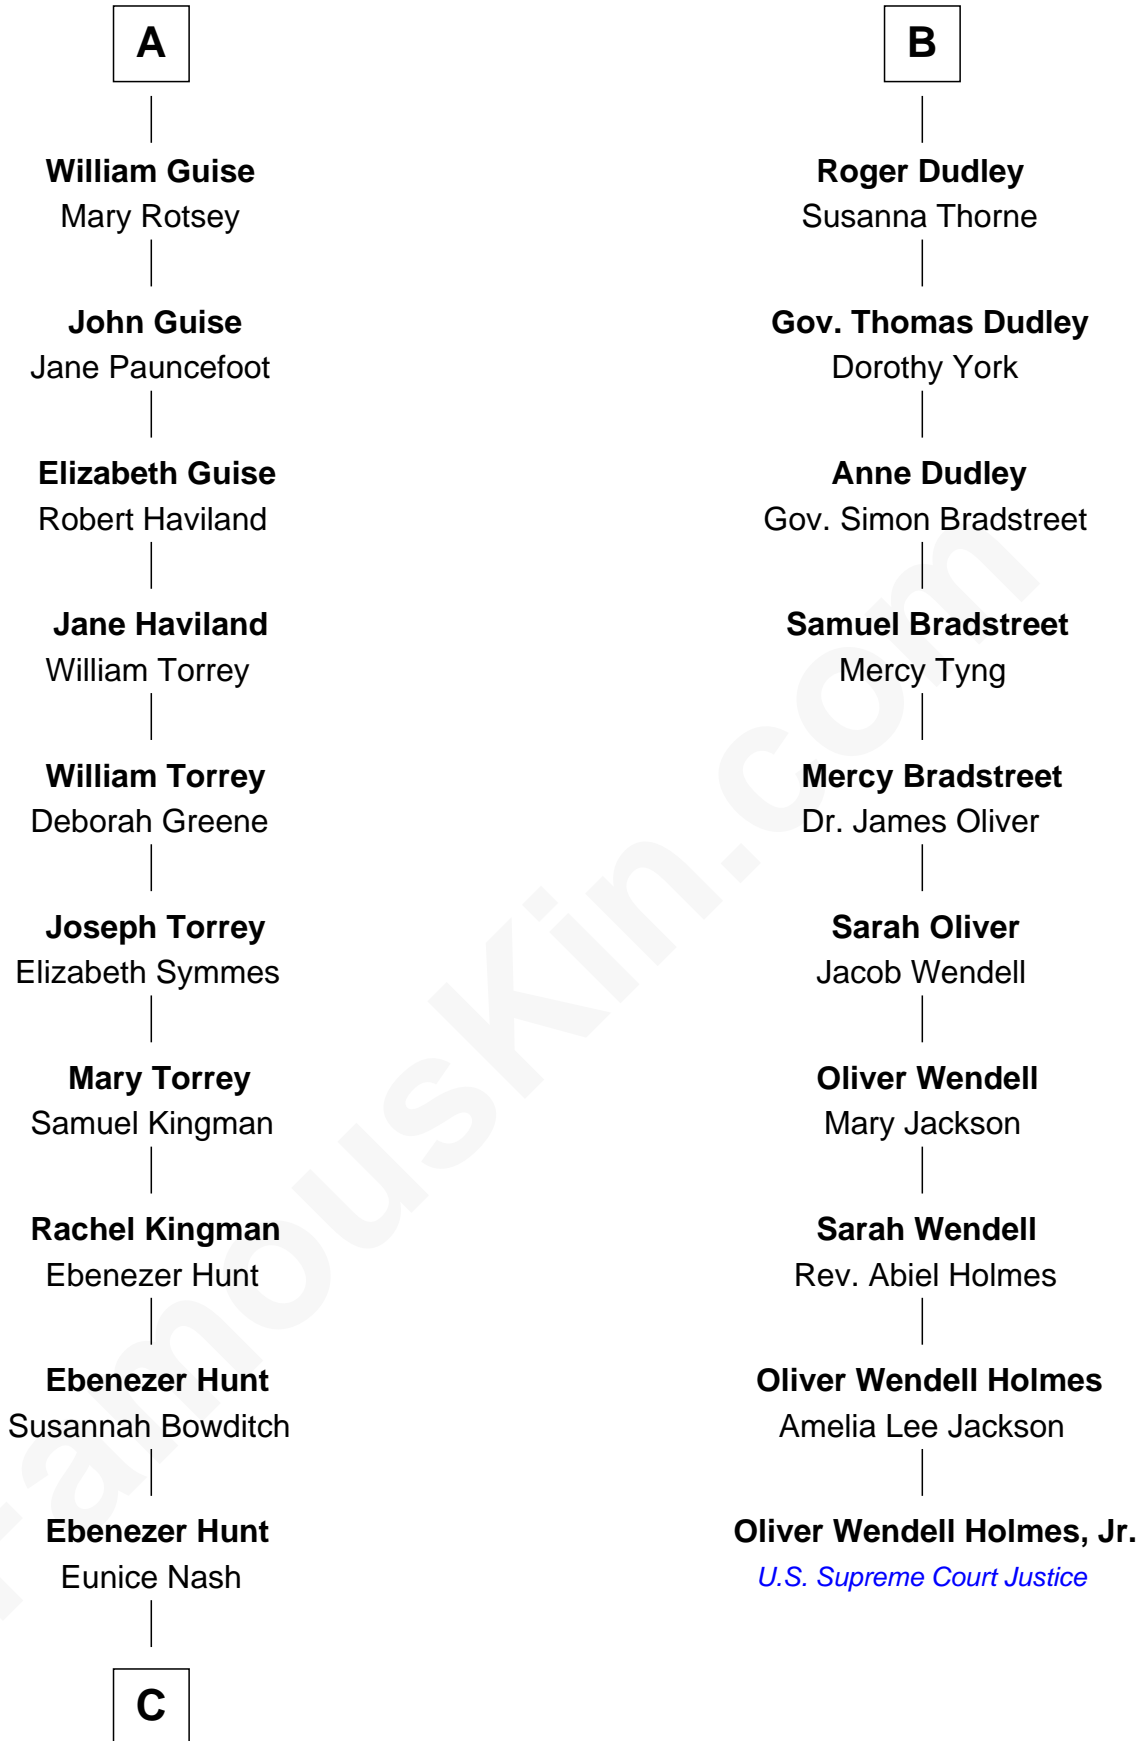 A
William Guise
Mary Rotsey
John Guise
Jane Pauncefoot
Elizabeth Guise
Robert Haviland
Jane Haviland
William Torrey
William Torrey
Deborah Greene
Joseph Torrey
Elizabeth Symmes
Mary Torrey
Samuel Kingman
Rachel Kingman
Ebenezer Hunt
Ebenezer Hunt
Susannah Bowditch
Ebenezer Hunt
Eunice Nash
C
B
Roger Dudley
Susanna Thorne
Gov. Thomas Dudley
Dorothy York
Anne Dudley
Gov. Simon Bradstreet
Samuel Bradstreet
Mercy Tyng
Mercy Bradstreet
Dr. James Oliver
Sarah Oliver
Jacob Wendell
Oliver Wendell
Mary Jackson
Sarah Wendell
Rev. Abiel Holmes
Oliver Wendell Holmes
Amelia Lee Jackson
Oliver Wendell Holmes, Jr.
U.S. Supreme Court Justice
FamousKin.com